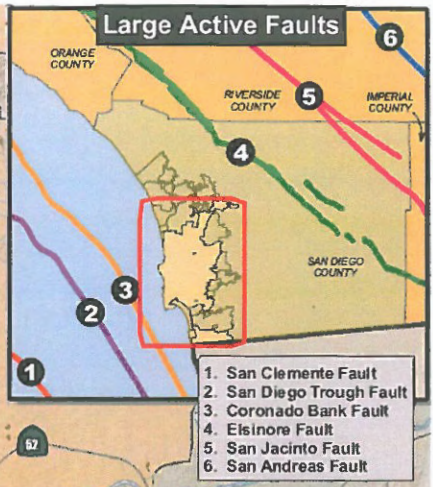 Large Active Faults
6
ORANGE
COUNTY
RIVERSIDE
COUNTY
5
IMPERIAL
COUNTY
4
SAN DIEGO
COUNTY
3
2
1
1. San Clemente Fault
2. San Diego Trough Fault
3. Coronado Bank Fault
4. Elsinore Fault
5. San Jacinto Fault
6. San Andreas Fault
52